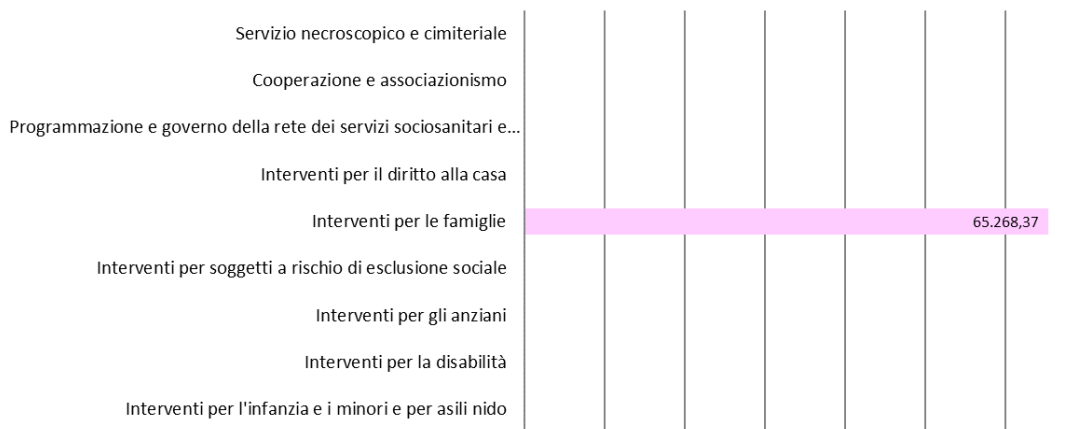 Servizio necroscopico e cimiteriale
Cooperazione e associazionismo
Programmazione e governo della rete dei servizi sociosanitari e...
Interventi per il diritto alla casa
Interventi per le famiglie 65.268,37
Interventi per soggetti a rischio di esclusione sociale
Interventi per gli anziani
Interventi per la disabilità
Interventi per l'infanzia e i minori e per asili nido